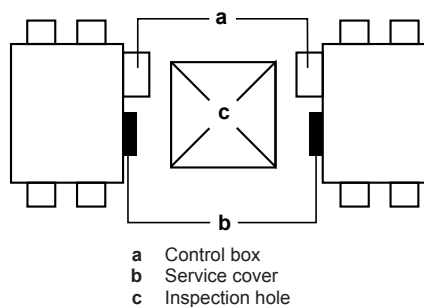 a
c
b
a Control box
b Service cover
c Inspection hole